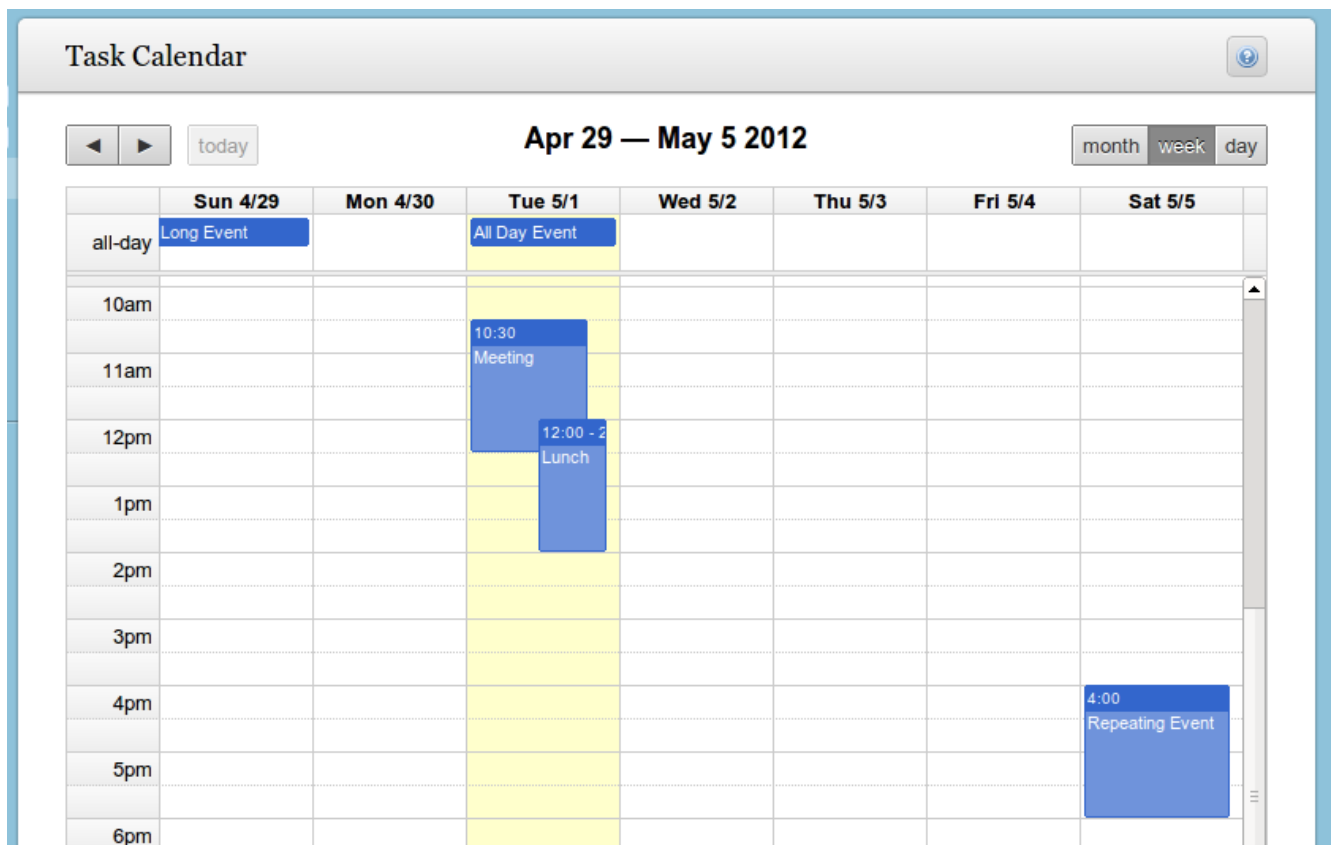 Task Calendar
today
Apr 29 — May 5 2012
month week day
Sun 4/29 Mon 4/30 Tue 5/1 Wed 5/2 Thu 5/3 Fri 5/4 Sat 5/5
all-day Long Event All Day Event
10am
10:30
Meeting
11am
12pm
12:00 - 2
Lunch
1pm
2pm
3pm
4pm
4:00
Repeating Event
5pm
6pm